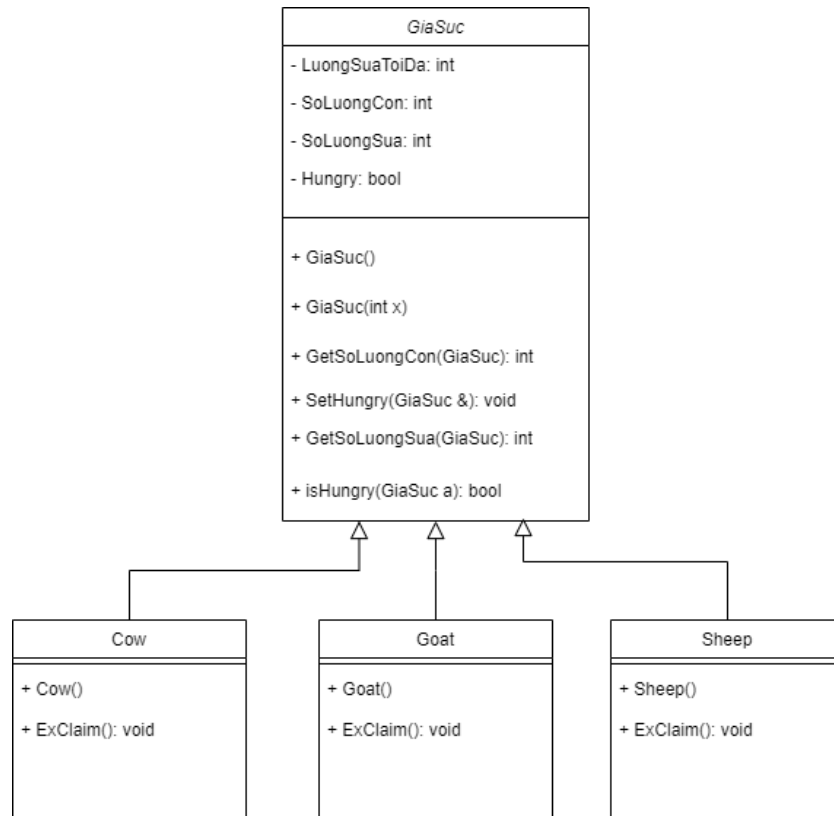 GiaSuc
- LuongSuaToiDa: int
- SoLuongCon: int
- SoLuongSua: int
- Hungry: bool
+ GiaSuc()
+ GiaSuc(int x)
+ GetSoLuongCon(GiaSuc): int
+ SetHungry(GiaSuc &): void
+ GetSoLuongSua(GiaSuc): int
+ isHungry(GiaSuc a): bool
Cow
+ Cow()
+ ExClaim(): void
Goat
+ Goat()
+ ExClaim(): void
Sheep
+ Sheep()
+ ExClaim(): void